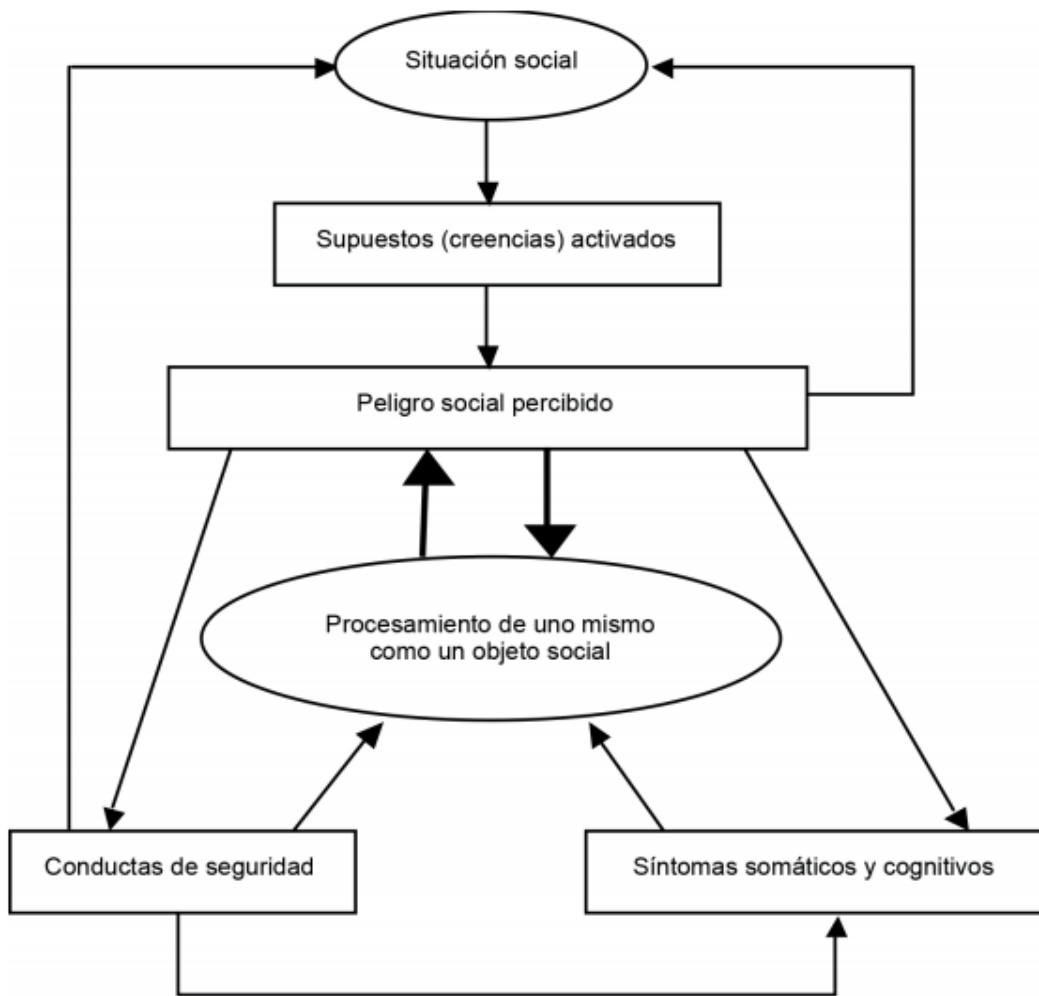 Situación social
Supuestos (creencias) activados
Peligro social percibido
Procesamiento de uno mismo
como un objeto social
Conductas de seguridad
Síntomas somáticos y cognitivos